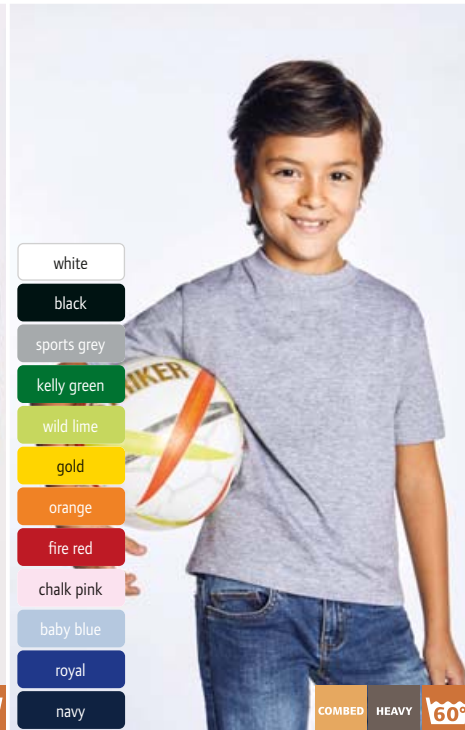 white
black
sports grey
kelly green
wild lime
gold
orange
fire red
chalk pink
baby blue
royal
navy
COMBED
HEAVY
60°